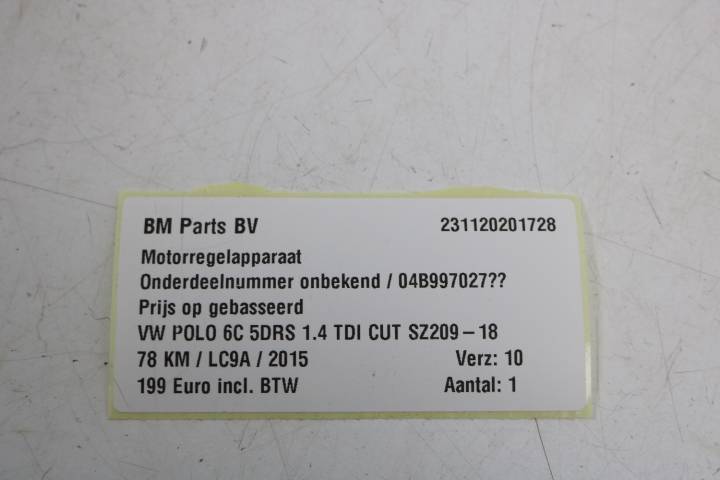 BM Parts BV 231120201728
Motorregelapparaat
Onderdeelnummer onbekend / 04B997027??
Prijs op gebasseerd
VW POLO 6C 5DRS 1.4 TDI CUT SZ209-18
78 KM / LC9A / 2015 Verz: 10
199 Euro incl. BTW Aantal: 1